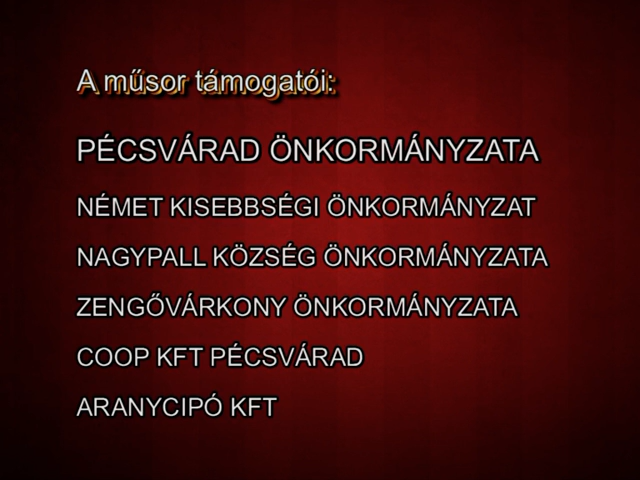 A műsor támogatói:
PÉCSVÁRAD ÖNKORMÁNYZATA
NÉMET KISEBBSÉGI ÖNKORMÁNYZAT
NAGYPALL KÖZSÉG ÖNKORMÁNYZATA
ZENGŐVÁRKONY ÖNKORMÁNYZATA
COOP KFT PÉCSVÁRAD
ARANYCIPÓ KFT